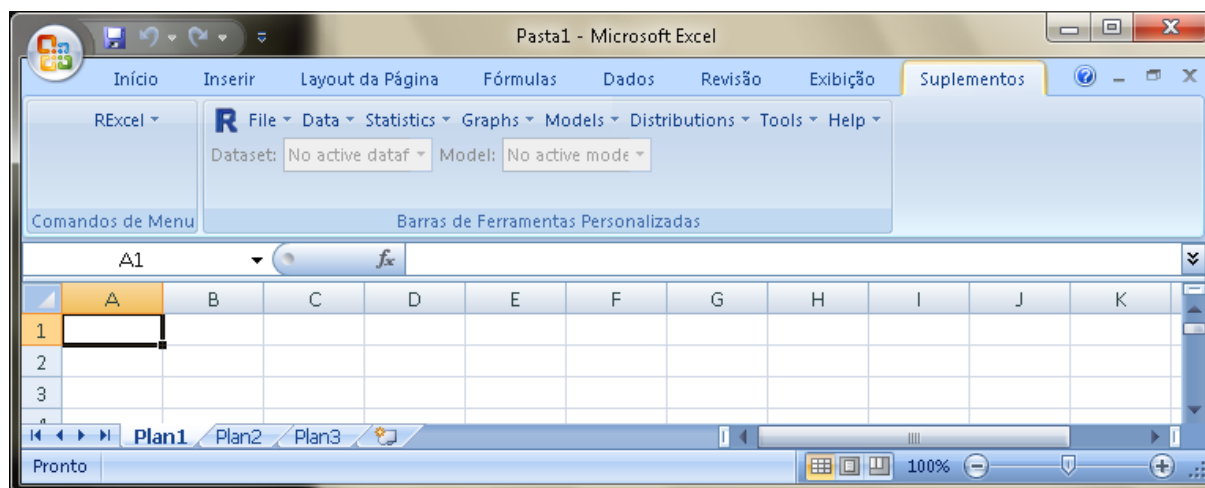 Pasta1 - Microsoft Excel
Início Inserir Layout da Página Fórmulas Dados Revisão Exibição Suplementos
RExcel R File Data Statistics Graphs Models Distributions Tools Help
Dataset: No active dataf Model: No active mode
Comandos de Menu Barras de Ferramentas Personalizadas
A1 fx
A B C D E F G H I J K
1
2
3
Plan1 Plan2 Plan3
Pronto 100%